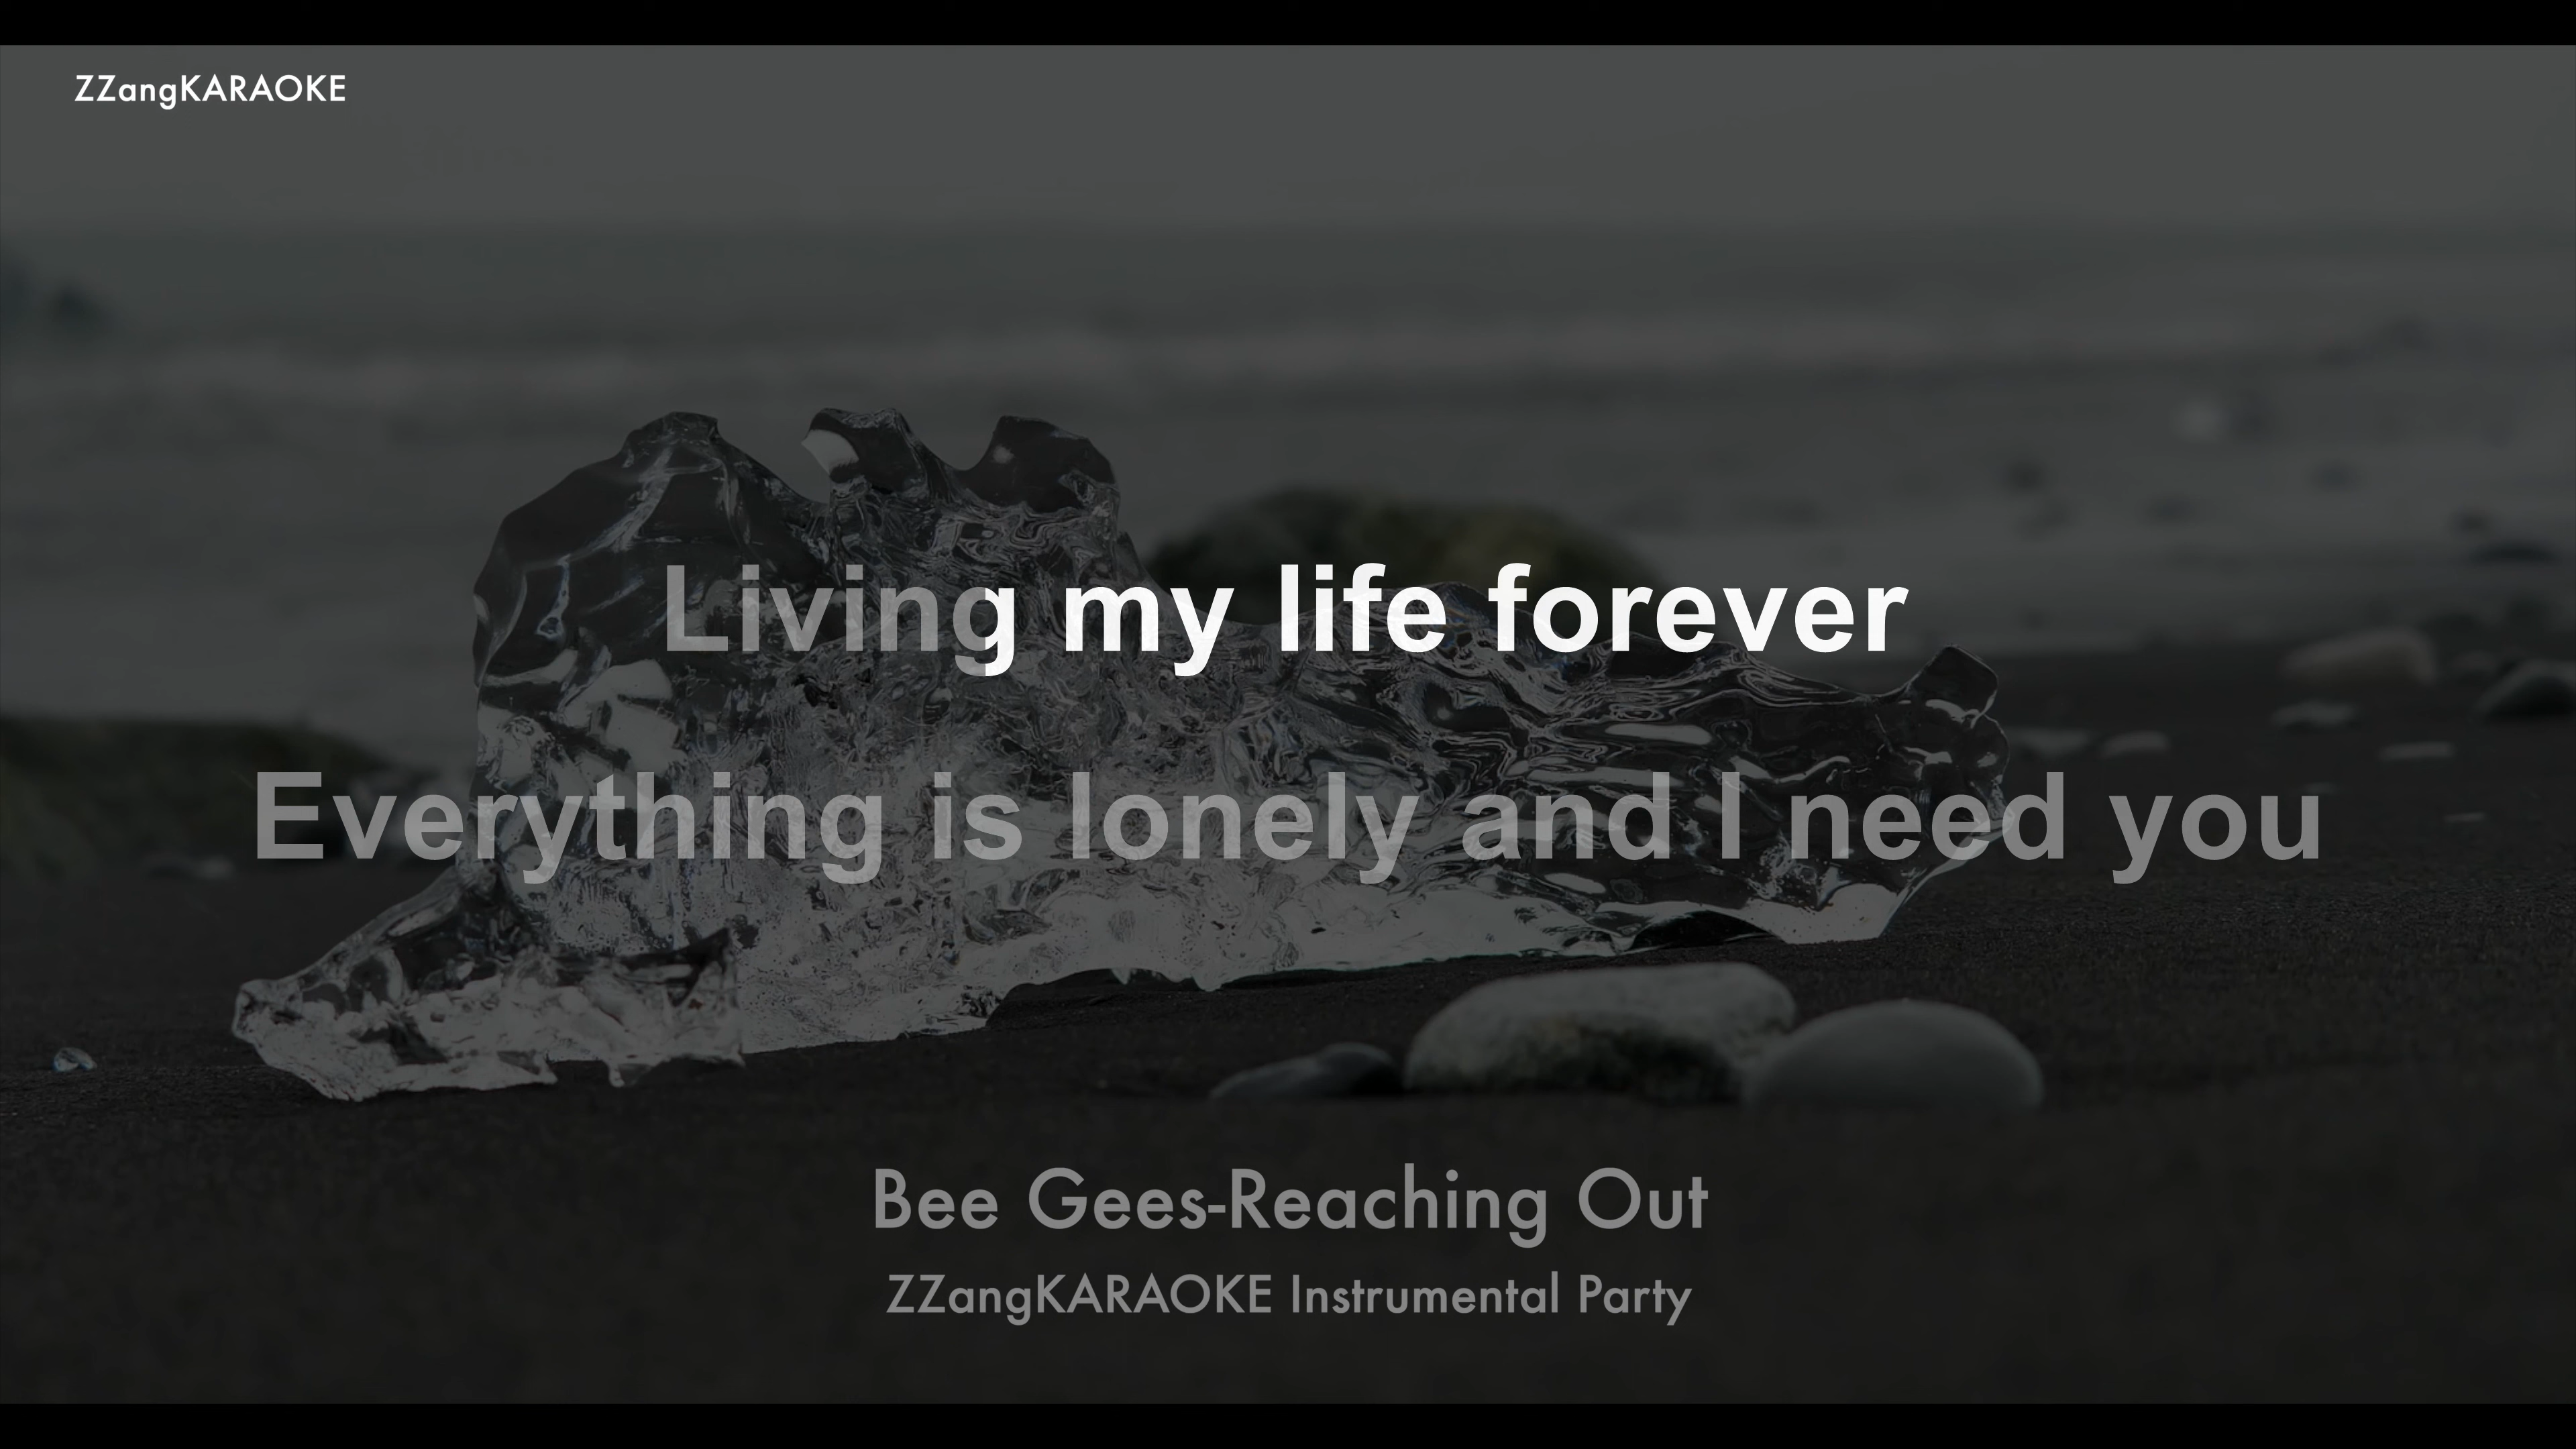 ZZangKARAOKE
Living my life forever
Everything is lonely and I need you
Bee Gees-Reaching Out
ZZangKARAOKE Instrumental Party